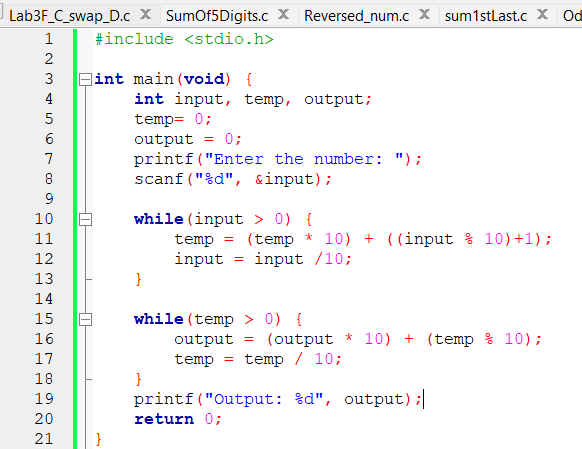 Lab3F_C_swap_D.c SumOf5Digits.c Reversed_num.c sum1stLast.c Od
1 #include <stdio.h>
2
3 int main(void) {
4     int input, temp, output;
5     temp= 0;
6     output = 0;
7     printf("Enter the number: ");
8     scanf("%d", &input);
9
10     while(input > 0) {
11         temp = (temp * 10) + ((input % 10)+1);
12         input = input /10;
13     }
14
15     while(temp > 0) {
16         output = (output * 10) + (temp % 10);
17         temp = temp / 10;
18     }
19     printf("Output: %d", output);
20     return 0;
21 }